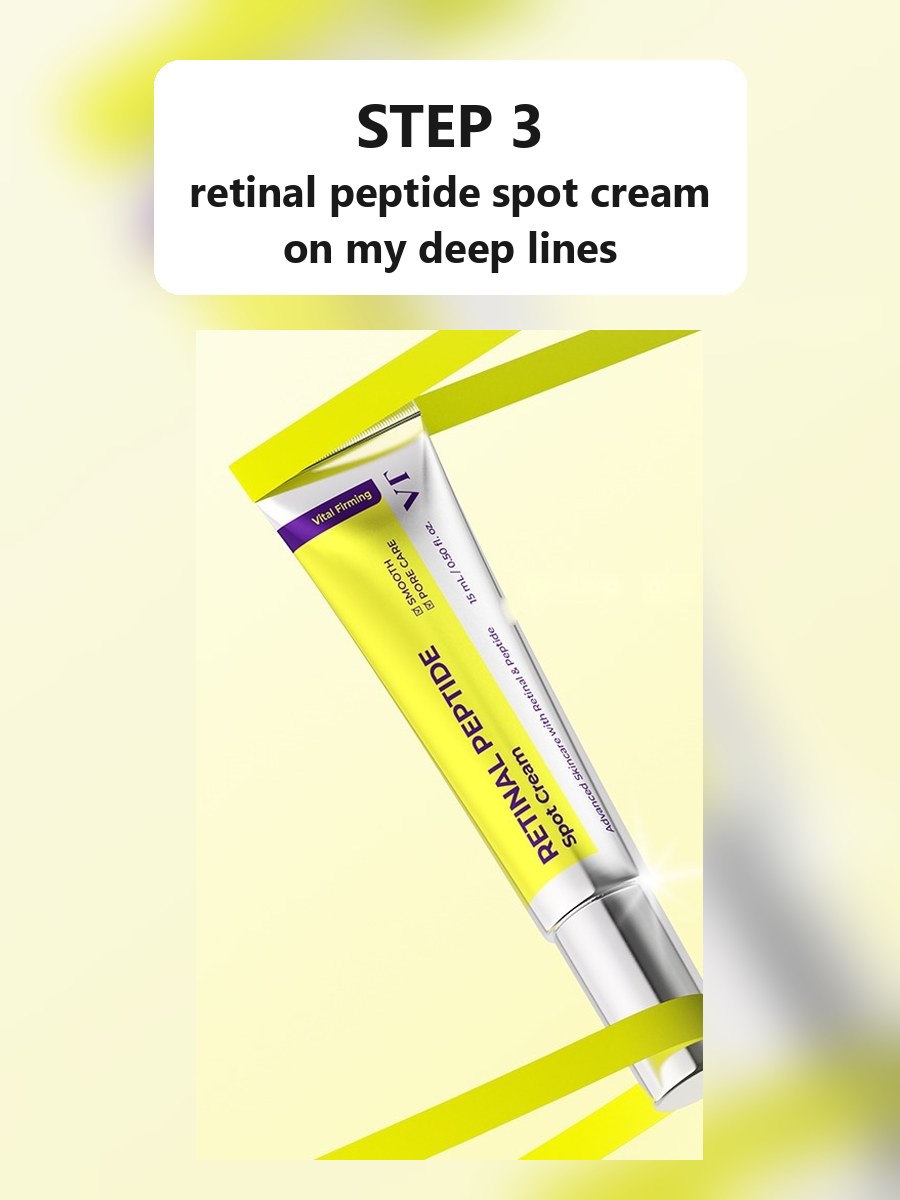 STEP 3
retinal peptide spot cream
on my deep lines
Vital Firming
☑ SMOOTH
☑ PORE CARE
RETINAL PEPTIDE
Spot Cream
15 mL / 0.50 fl. oz.
Advanced Skincare with Retinal & Peptide